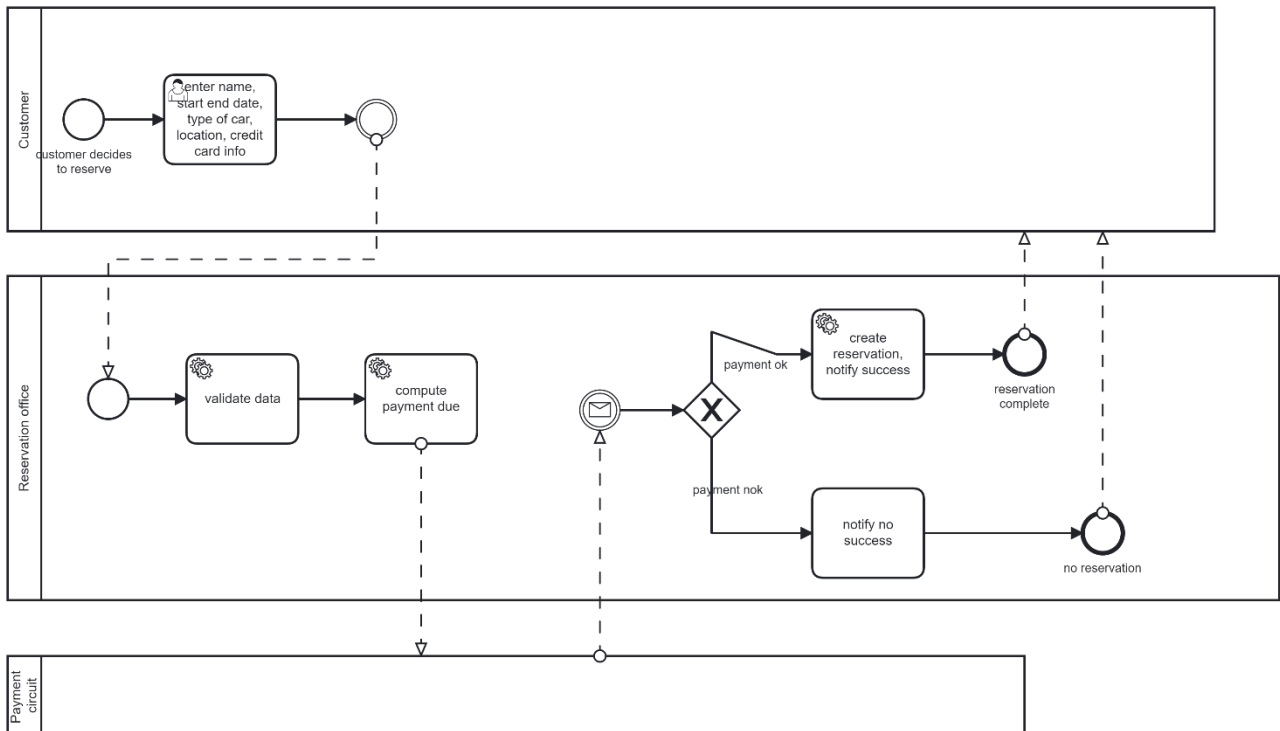 Customer
enter name,
start end date,
type of car,
location, credit
card info
customer decides
to reserve
Reservation office
validate data
compute
payment due
payment ok
create
reservation,
notify success
reservation
complete
payment nok
notify no
success
no reservation
Payment
circuit